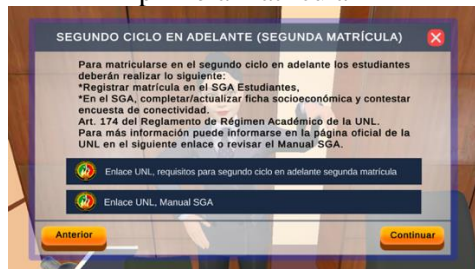 SEGUNDO CICLO EN ADELANTE (SEGUNDA MATRÍCULA)
Para matricularse en el segundo ciclo en adelante los estudiantes
deberán realizar lo siguiente:
*Registrar matrícula en el SGA Estudiantes,
*En el SGA, completar/actualizar ficha socioeconómica y contestar
encuesta de conectividad.
Art. 174 del Reglamento de Régimen Académico de la UNL.
Para más información puede informarse en la página oficial de la
UNL en el siguiente enlace o revisar el Manual SGA.
Enlace UNL, requisitos para segundo ciclo en adelante segunda matrícula
Enlace UNL, Manual SGA
Anterior
Continuar